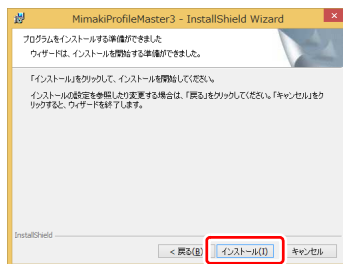 MimakiProfileMaster3 - InstallShield Wizard
プログラムをインストールする準備ができました
ウィザードは、インストールを開始する準備ができました。
「インストール」をクリックして、インストールを開始してください。
インストールの設定を参照したり変更する場合は、「戻る」をクリックしてください。「キャンセル」をク
リックすると、ウィザードを終了します。
InstallShield
< 戻る(B)
インストール(I)
キャンセル